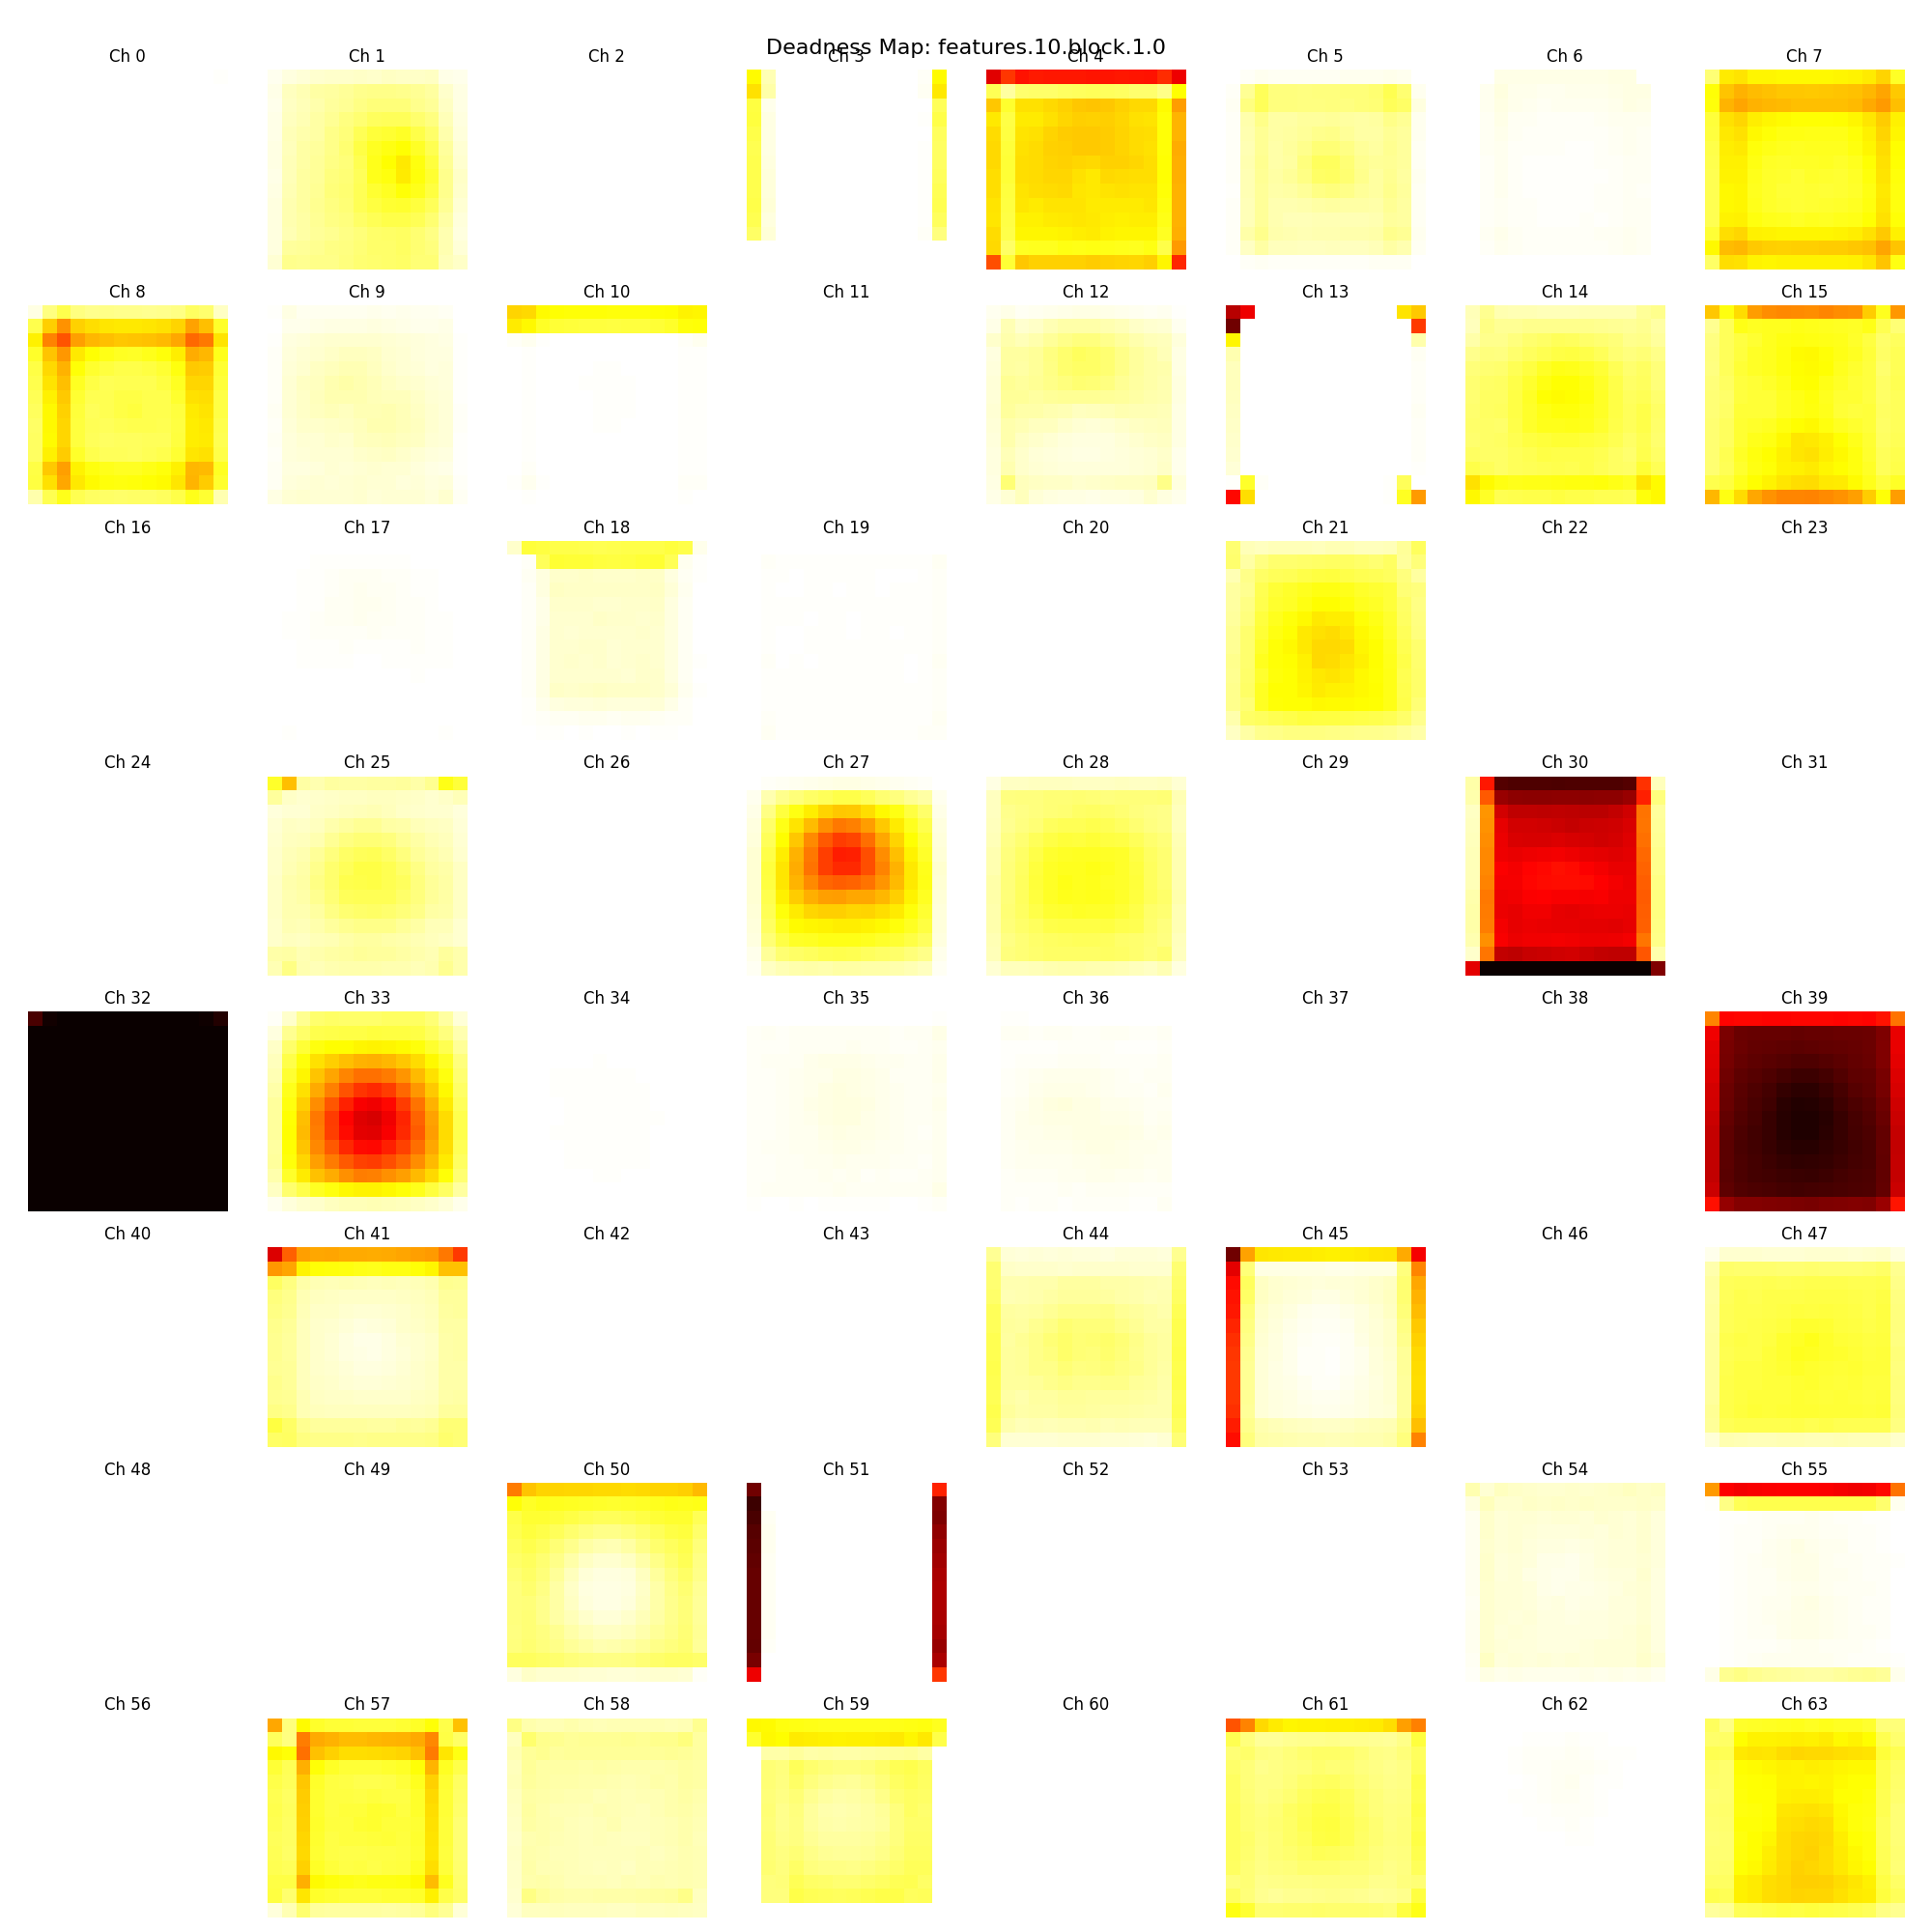 Deadness Map: features.10.block.1.0
Ch 0 Ch 1 Ch 2 Ch 3 Ch 4 Ch 5 Ch 6 Ch 7
Ch 8 Ch 9 Ch 10 Ch 11 Ch 12 Ch 13 Ch 14 Ch 15
Ch 16 Ch 17 Ch 18 Ch 19 Ch 20 Ch 21 Ch 22 Ch 23
Ch 24 Ch 25 Ch 26 Ch 27 Ch 28 Ch 29 Ch 30 Ch 31
Ch 32 Ch 33 Ch 34 Ch 35 Ch 36 Ch 37 Ch 38 Ch 39
Ch 40 Ch 41 Ch 42 Ch 43 Ch 44 Ch 45 Ch 46 Ch 47
Ch 48 Ch 49 Ch 50 Ch 51 Ch 52 Ch 53 Ch 54 Ch 55
Ch 56 Ch 57 Ch 58 Ch 59 Ch 60 Ch 61 Ch 62 Ch 63